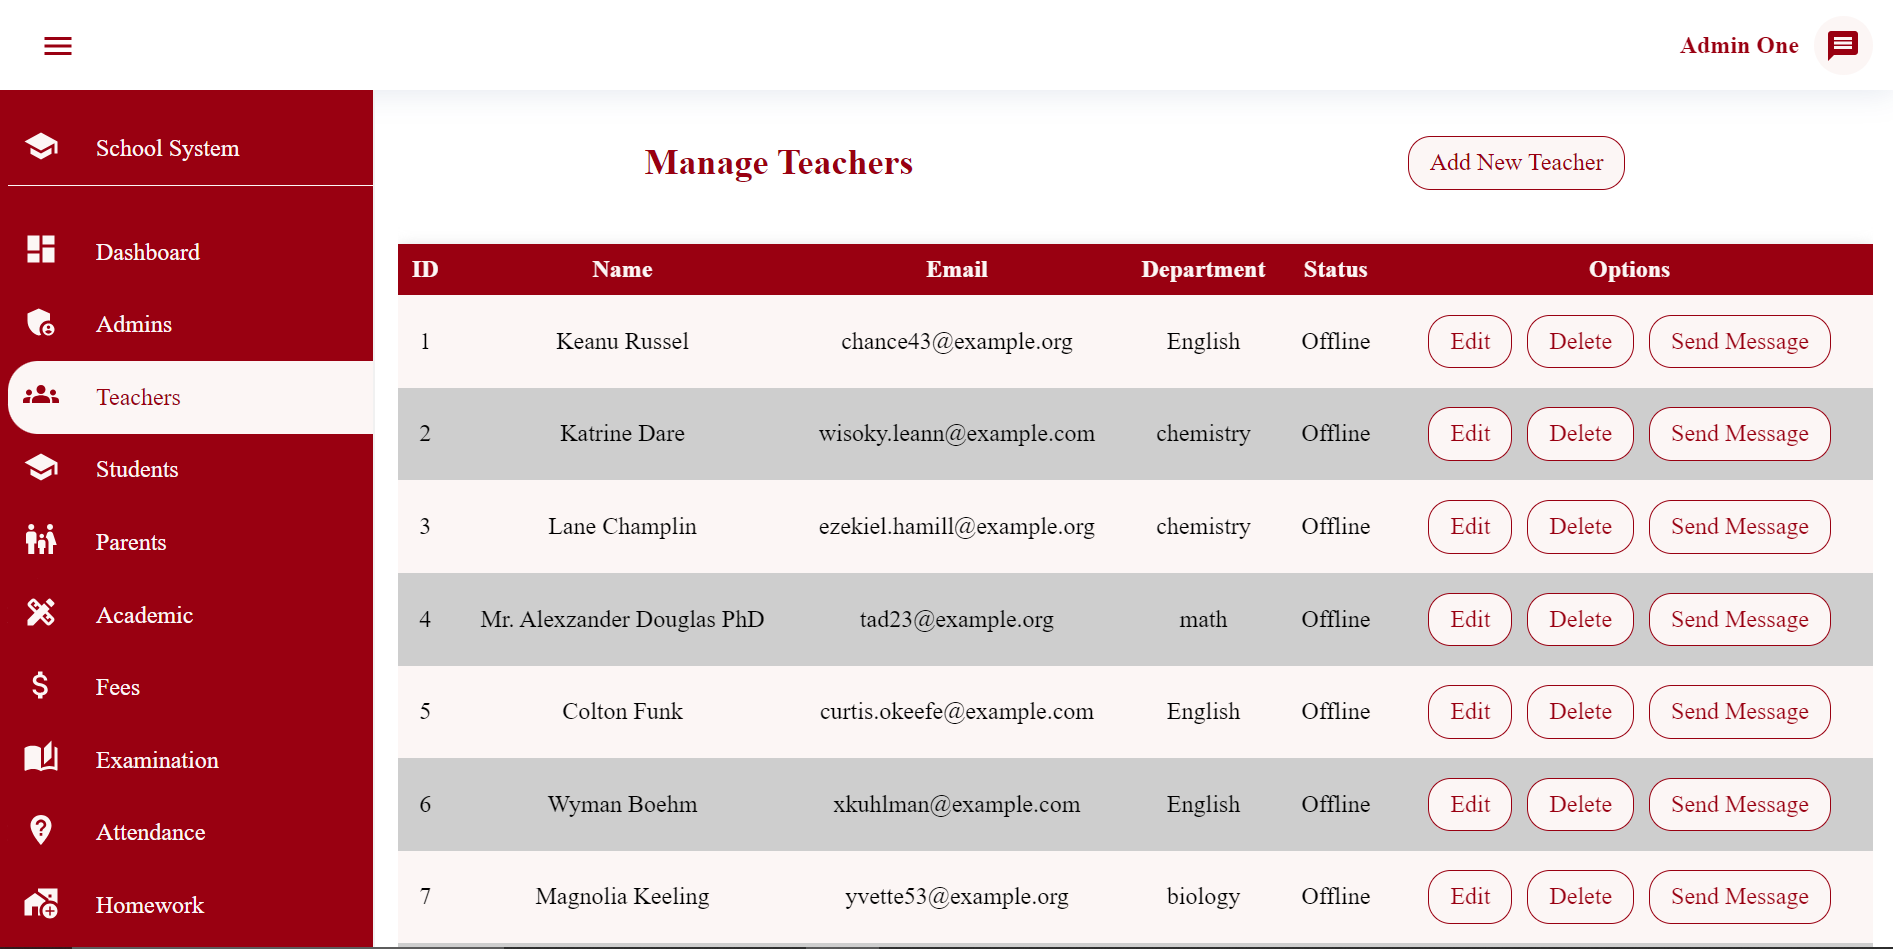 Admin One
School System
Dashboard
Admins
Teachers
Students
Parents
Academic
Fees
Examination
Attendance
Homework
Manage Teachers
Add New Teacher
ID Name Email Department Status Options
1 Keanu Russel chance43@example.org English Offline Edit Delete Send Message
2 Katrine Dare wisoky.leann@example.com chemistry Offline Edit Delete Send Message
3 Lane Champlin ezekiel.hamill@example.org chemistry Offline Edit Delete Send Message
4 Mr. Alexzander Douglas PhD tad23@example.org math Offline Edit Delete Send Message
5 Colton Funk curtis.okeefe@example.com English Offline Edit Delete Send Message
6 Wyman Boehm xkuhlman@example.com English Offline Edit Delete Send Message
7 Magnolia Keeling yvette53@example.org biology Offline Edit Delete Send Message